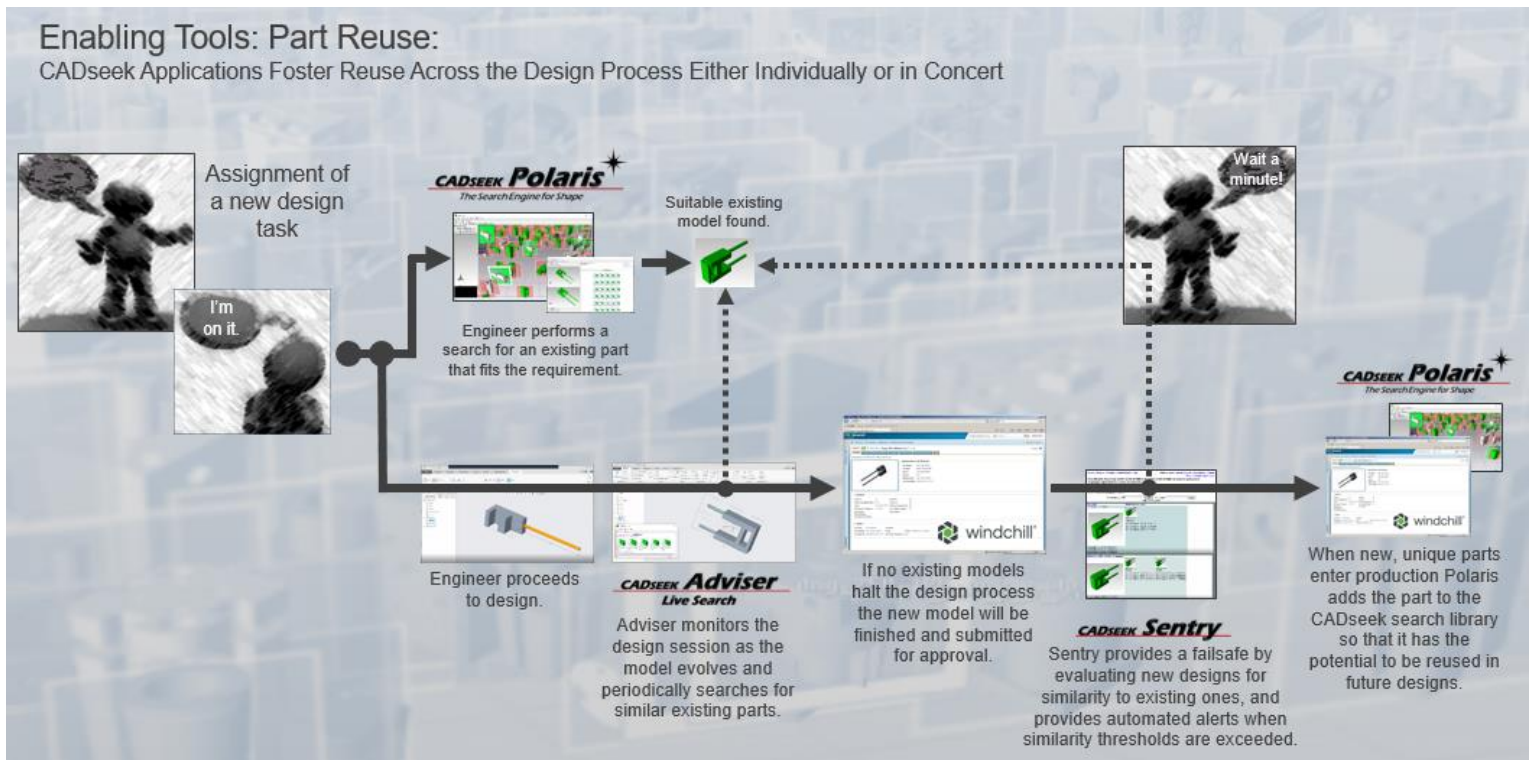 Enabling Tools: Part Reuse:
CADseek Applications Foster Reuse Across the Design Process Either Individually or in Concert
Assignment of
a new design
task
I'm
on it.
CADSEEK Polaris
The Search Engine for Shape
Engineer performs a
search for an existing part
that fits the requirement.
Suitable existing
model found.
Wait a
minute!
Engineer proceeds
to design.
CADSEEK Adviser
Live Search
Adviser monitors the
design session as the
model evolves and
periodically searches for
similar existing parts.
windchill
If no existing models
halt the design process
the new model will be
finished and submitted
for approval.
CADSEEK Sentry
Sentry provides a failsafe by
evaluating new designs for
similarity to existing ones, and
provides automated alerts when
similarity thresholds are exceeded.
CADSEEK Polaris
The Search Engine for Shape
windchill
When new, unique parts
enter production Polaris
adds the part to the
CADseek search library
so that it has the
potential to be reused in
future designs.